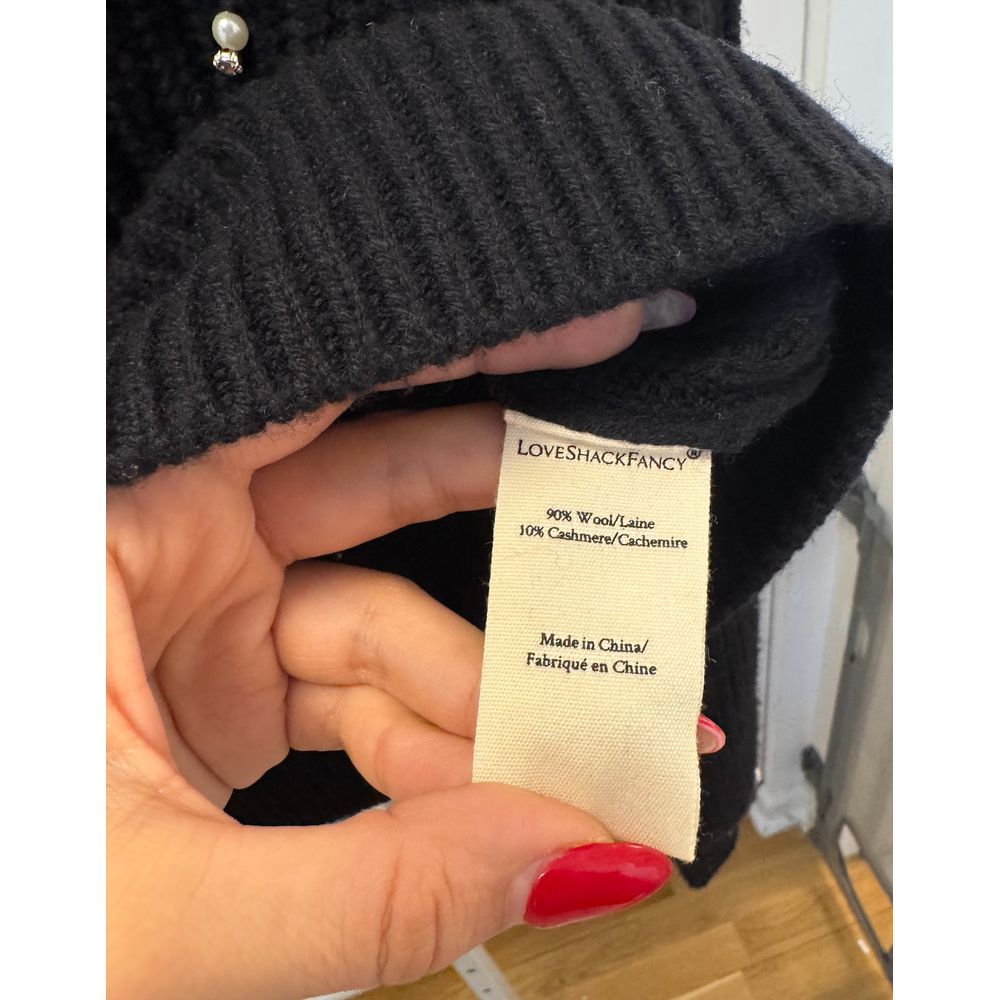 LOVESHACKFANCY®
90% Wool/Laine
10% Cashmere/Cachemire
Made in China/
Fabriqué en Chine